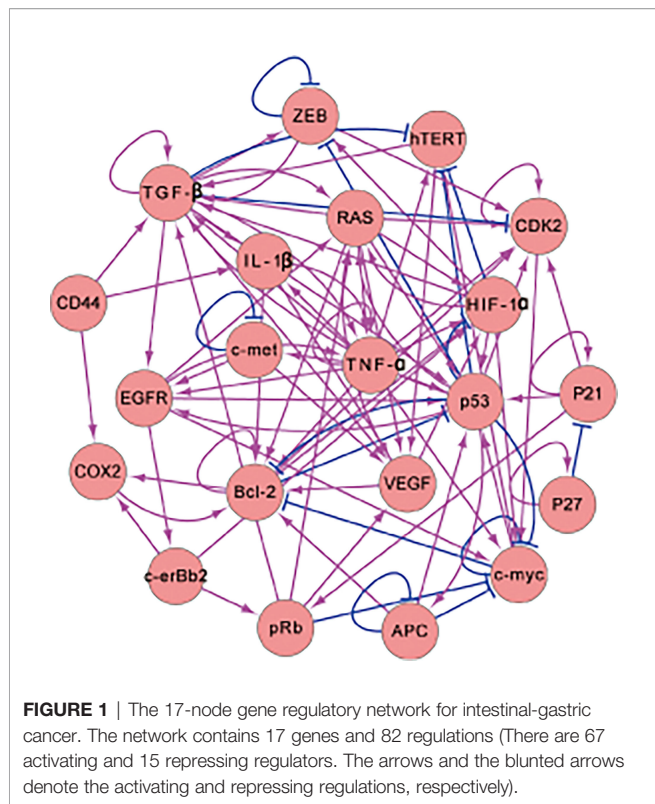 ZEB
hTERT
TGF-β
RAS
CDK2
IL-1β
CD44
HIF-1α
c-met
TNF-α
EGFR
p53
P21
COX2
Bcl-2
VEGF
P27
c-erBb2
c-myc
pRb
APC
FIGURE 1 | The 17-node gene regulatory network for intestinal-gastric
cancer. The network contains 17 genes and 82 regulations (There are 67
activating and 15 repressing regulators. The arrows and the blunted arrows
denote the activating and repressing regulations, respectively).